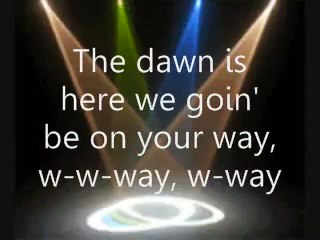 The dawn is
here we goin'
be on your way,
w-w-way, w-way